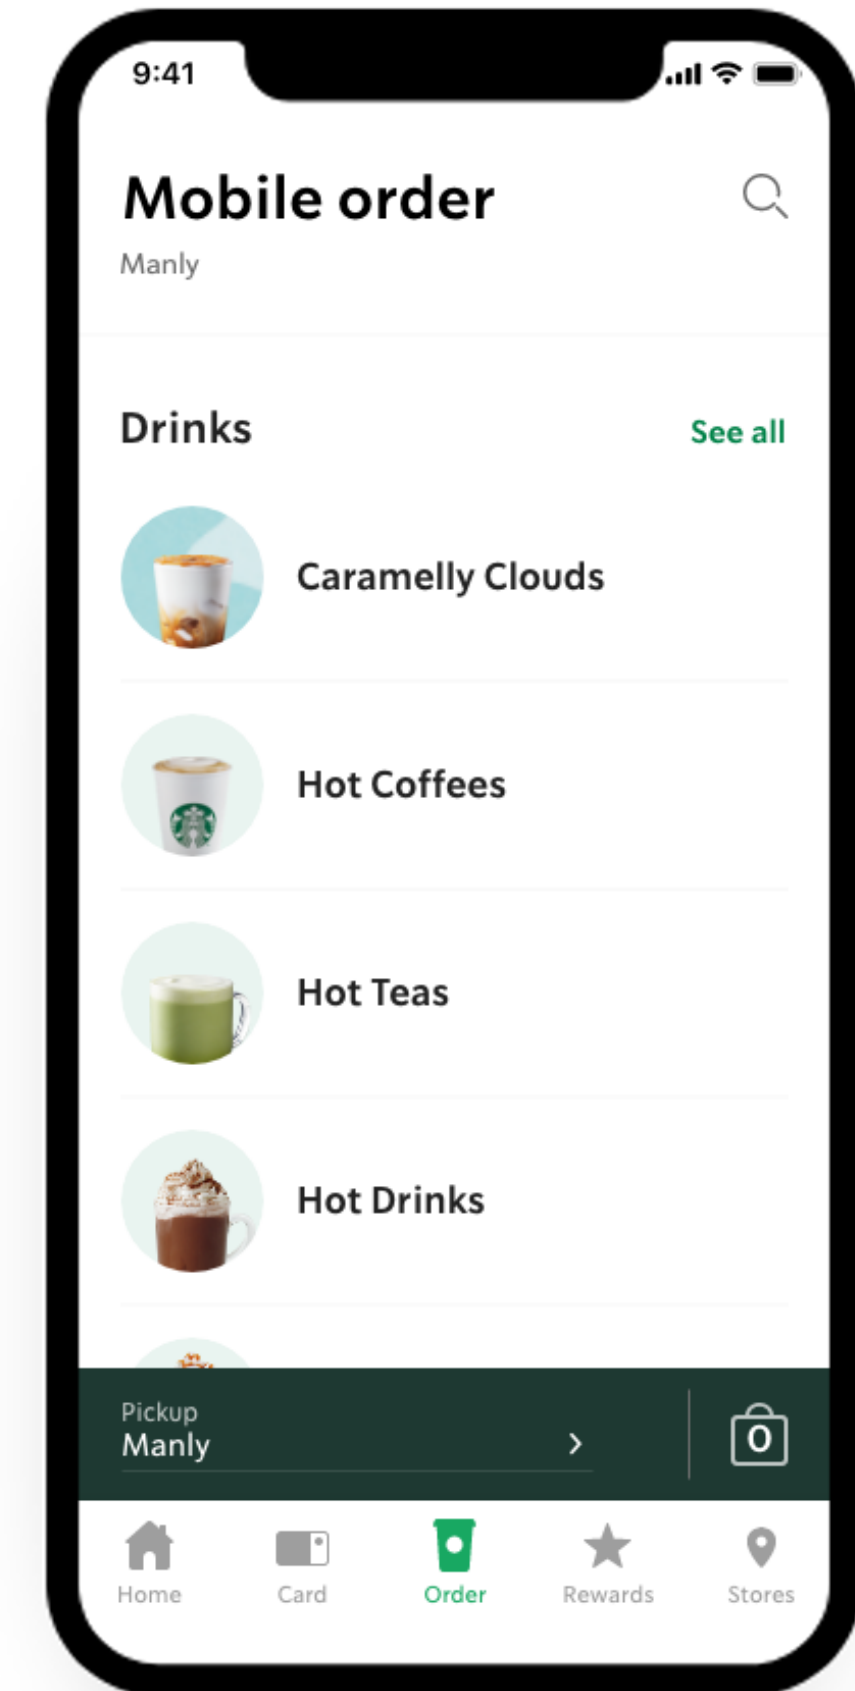 9:41
Mobile order
Manly
Drinks
See all
Caramelly Clouds
Hot Coffees
Hot Teas
Hot Drinks
Pickup
Manly
0
Home
Card
Order
Rewards
Stores